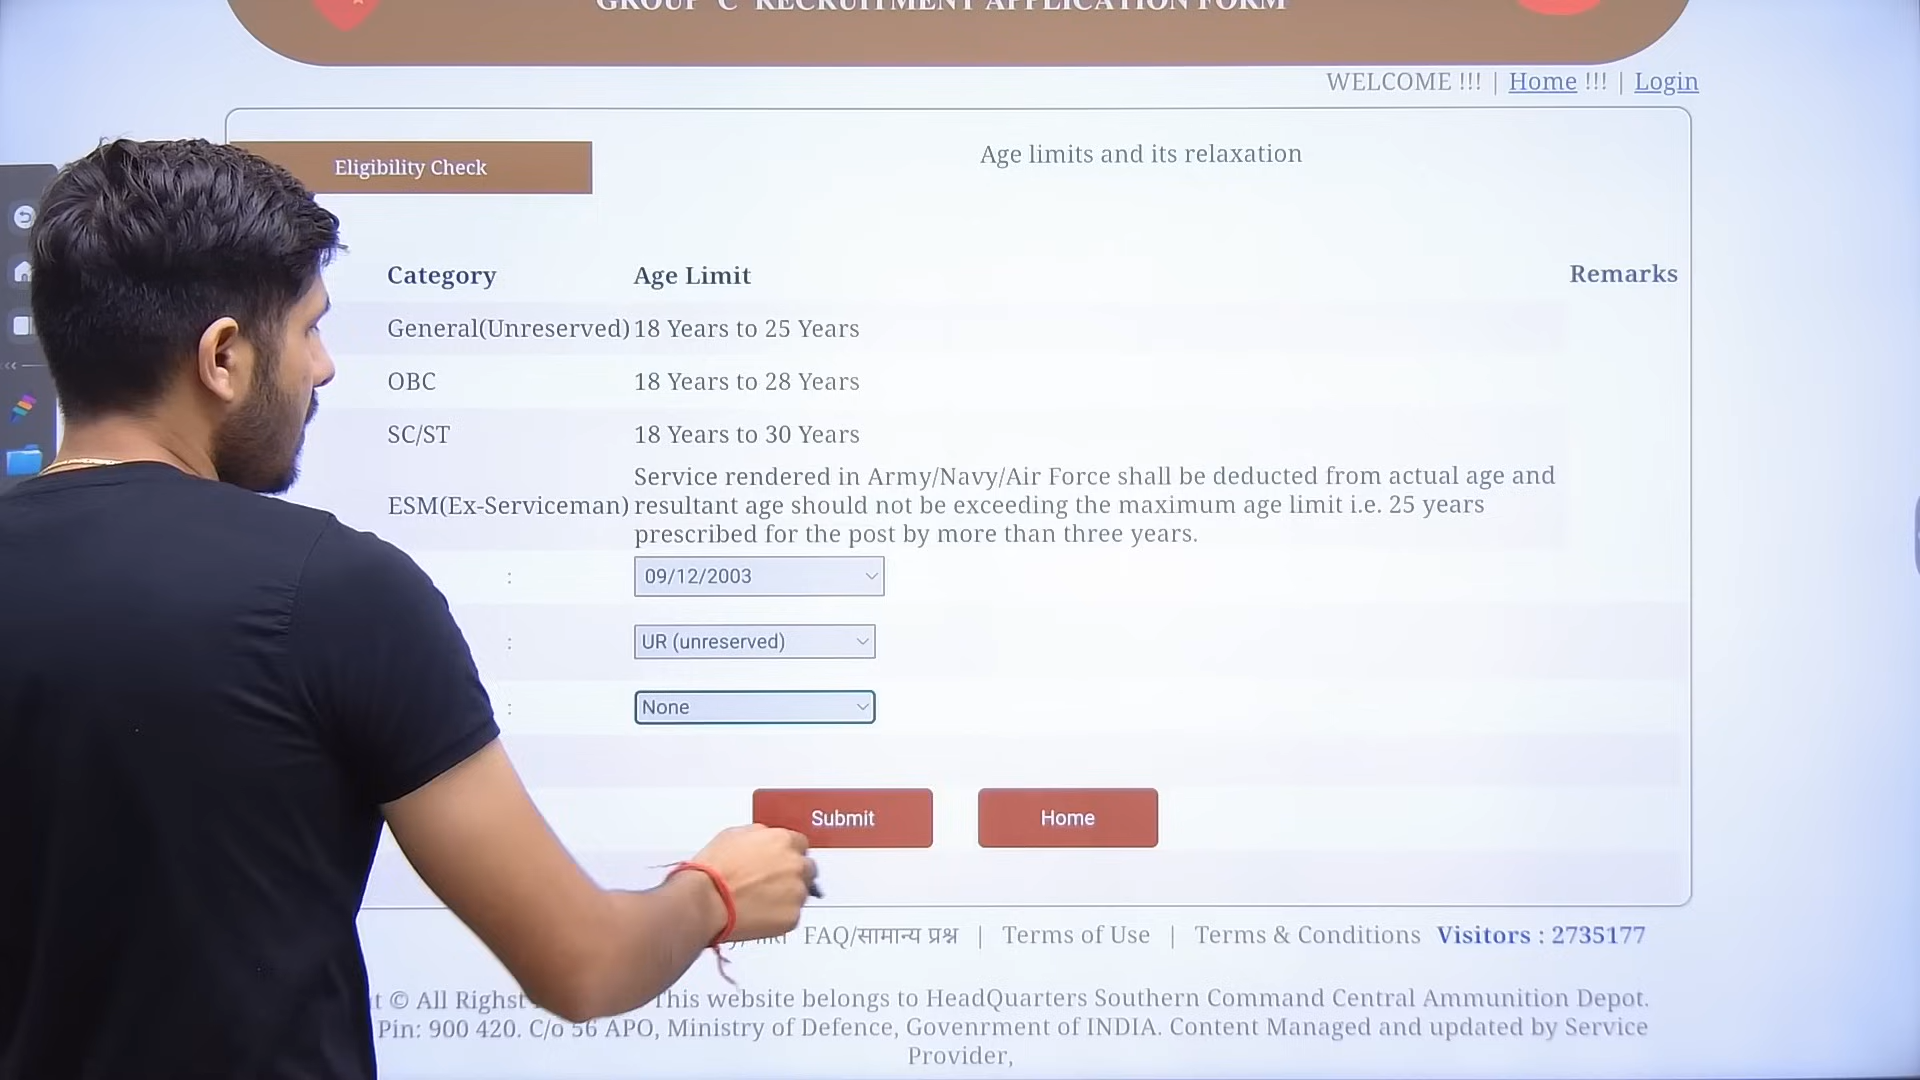 GROUP 'C' RECRUITMENT APPLICATION FORM
WELCOME !!! | Home !!! | Login
Eligibility Check
Age limits and its relaxation
Category Age Limit Remarks
General(Unreserved) 18 Years to 25 Years
OBC 18 Years to 28 Years
SC/ST 18 Years to 30 Years
Service rendered in Army/Navy/Air Force shall be deducted from actual age and
ESM(Ex-Serviceman) resultant age should not be exceeding the maximum age limit i.e. 25 years
prescribed for the post by more than three years.
: 09/12/2003
: UR (unreserved)
: None
Submit Home
FAQ/सामान्य प्रश्न | Terms of Use | Terms & Conditions Visitors : 2735177
© All Righst This website belongs to HeadQuarters Southern Command Central Ammunition Depot.
Pin: 900 420. C/o 56 APO, Ministry of Defence, Govenrment of INDIA. Content Managed and updated by Service
Provider,